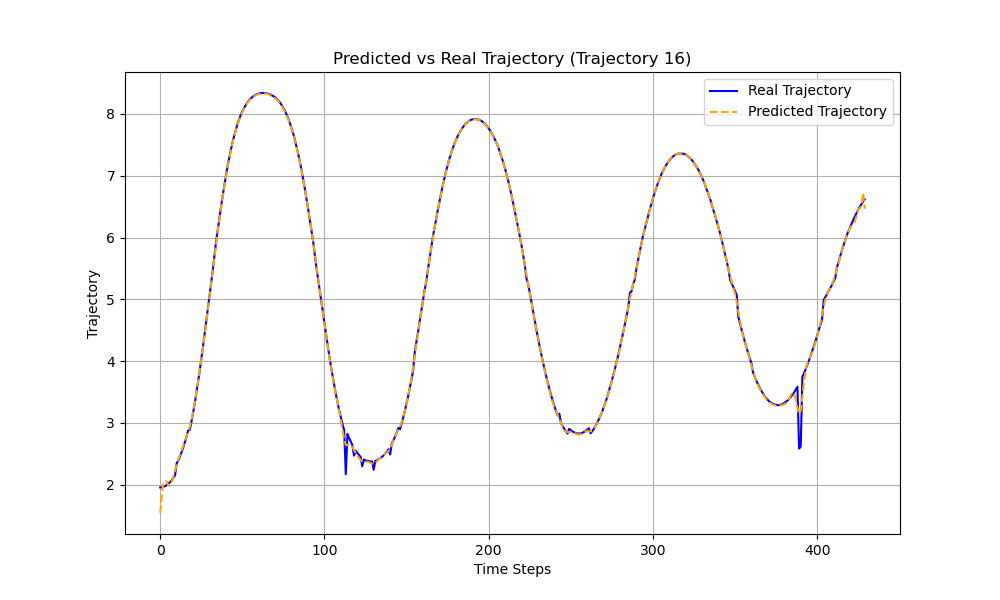 Predicted vs Real Trajectory (Trajectory 16)
Real Trajectory
Predicted Trajectory
8
7
6
5
4
3
2
Trajectory
0 100 200 300 400
Time Steps